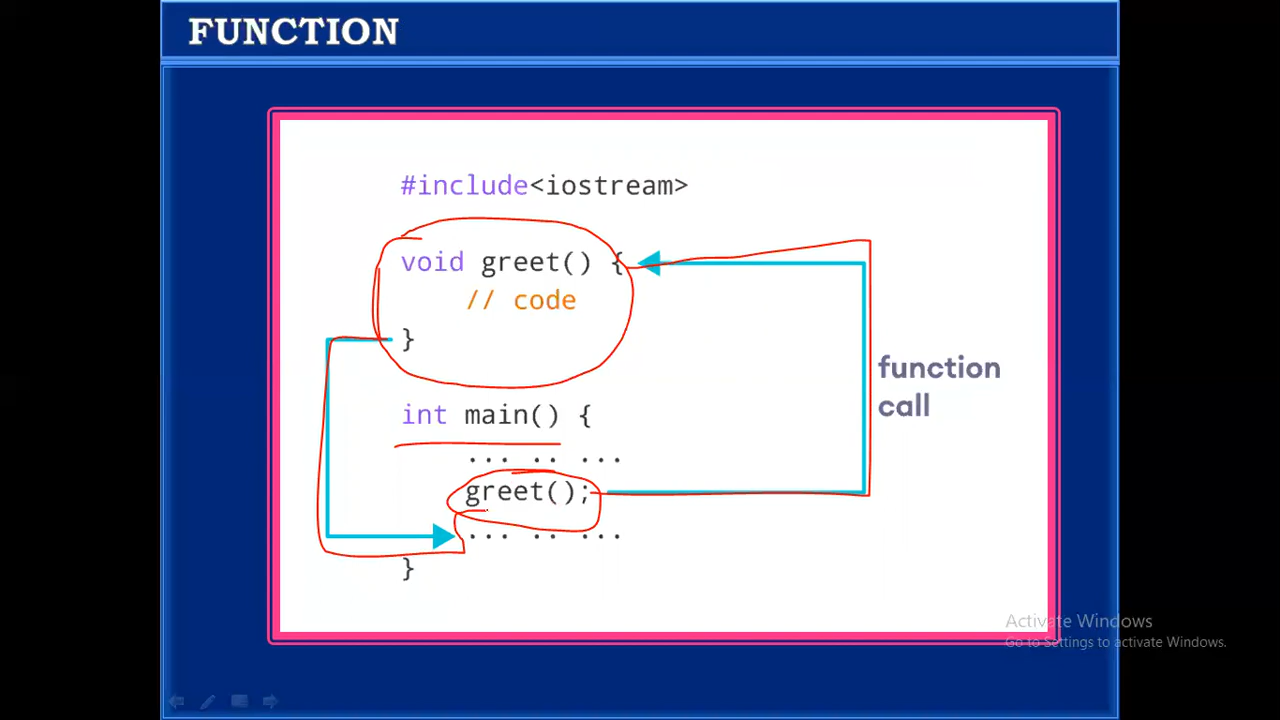 FUNCTION
#include<iostream>
void greet() {
// code
}
function
call
int main() {
... .. ...
greet();
... .. ...
}
Activate Windows
Go to Settings to activate Windows.